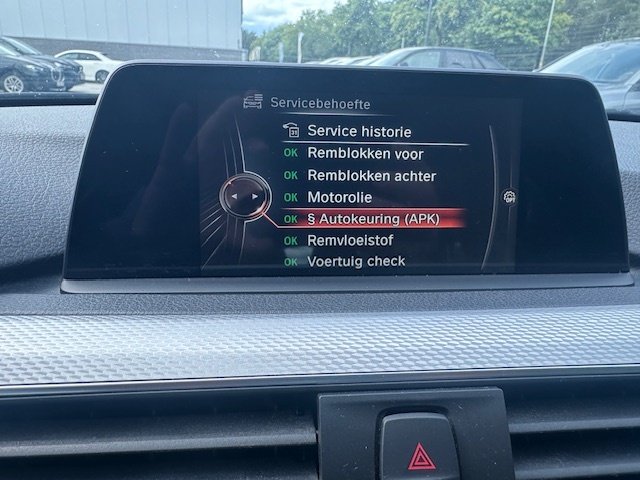 Servicebehoefte
Service historie
OK Remblokken voor
OK Remblokken achter
OK Motorolie
OK § Autokeuring (APK)
OK Remvloeistof
OK Voertuig check